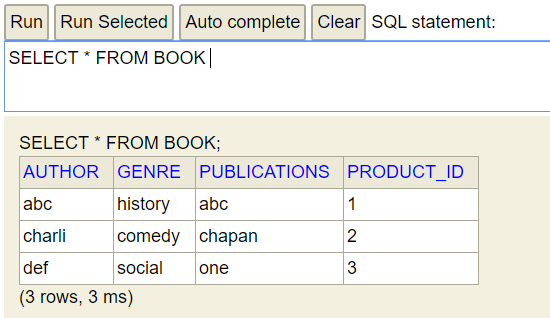 Run Run Selected Auto complete Clear SQL statement:
SELECT * FROM BOOK
SELECT * FROM BOOK;
AUTHOR GENRE PUBLICATIONS PRODUCT_ID
abc history abc 1
charli comedy chapan 2
def social one 3
(3 rows, 3 ms)